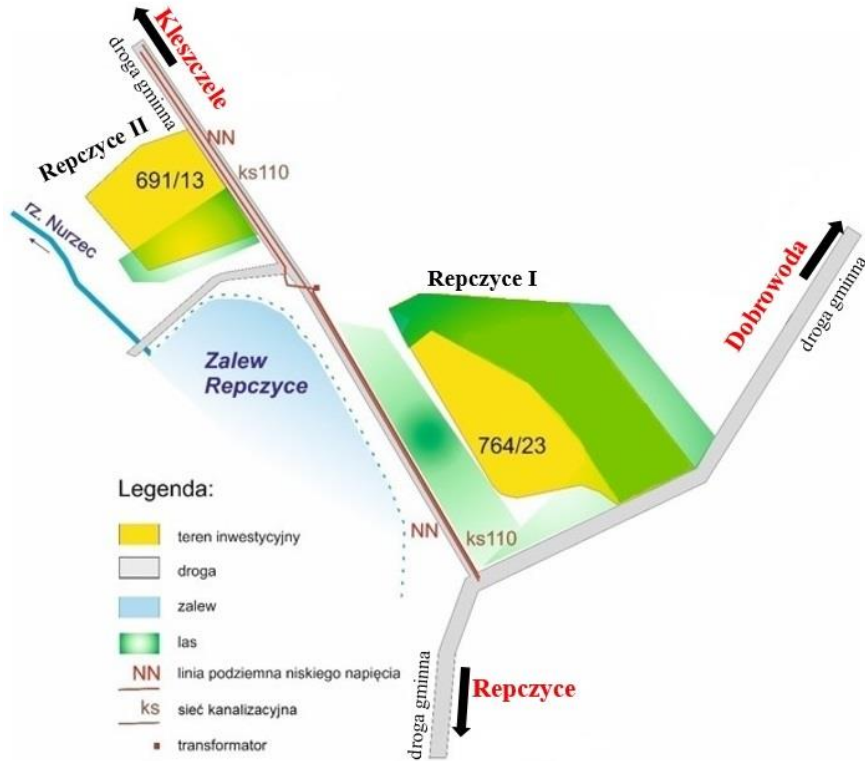 Kleszczele
droga gminna
Repczyce II
NN
ks110
691/13
rz. Nurzec
Repczyce I
Dobrowoda
droga gminna
Zalew
Repczyce
764/23
NN
ks110
Legenda:
teren inwestycyjny
droga
zalew
las
NN linia podziemna niskiego napięcia
ks sieć kanalizacyjna
transformator
Repczyce
droga gminna